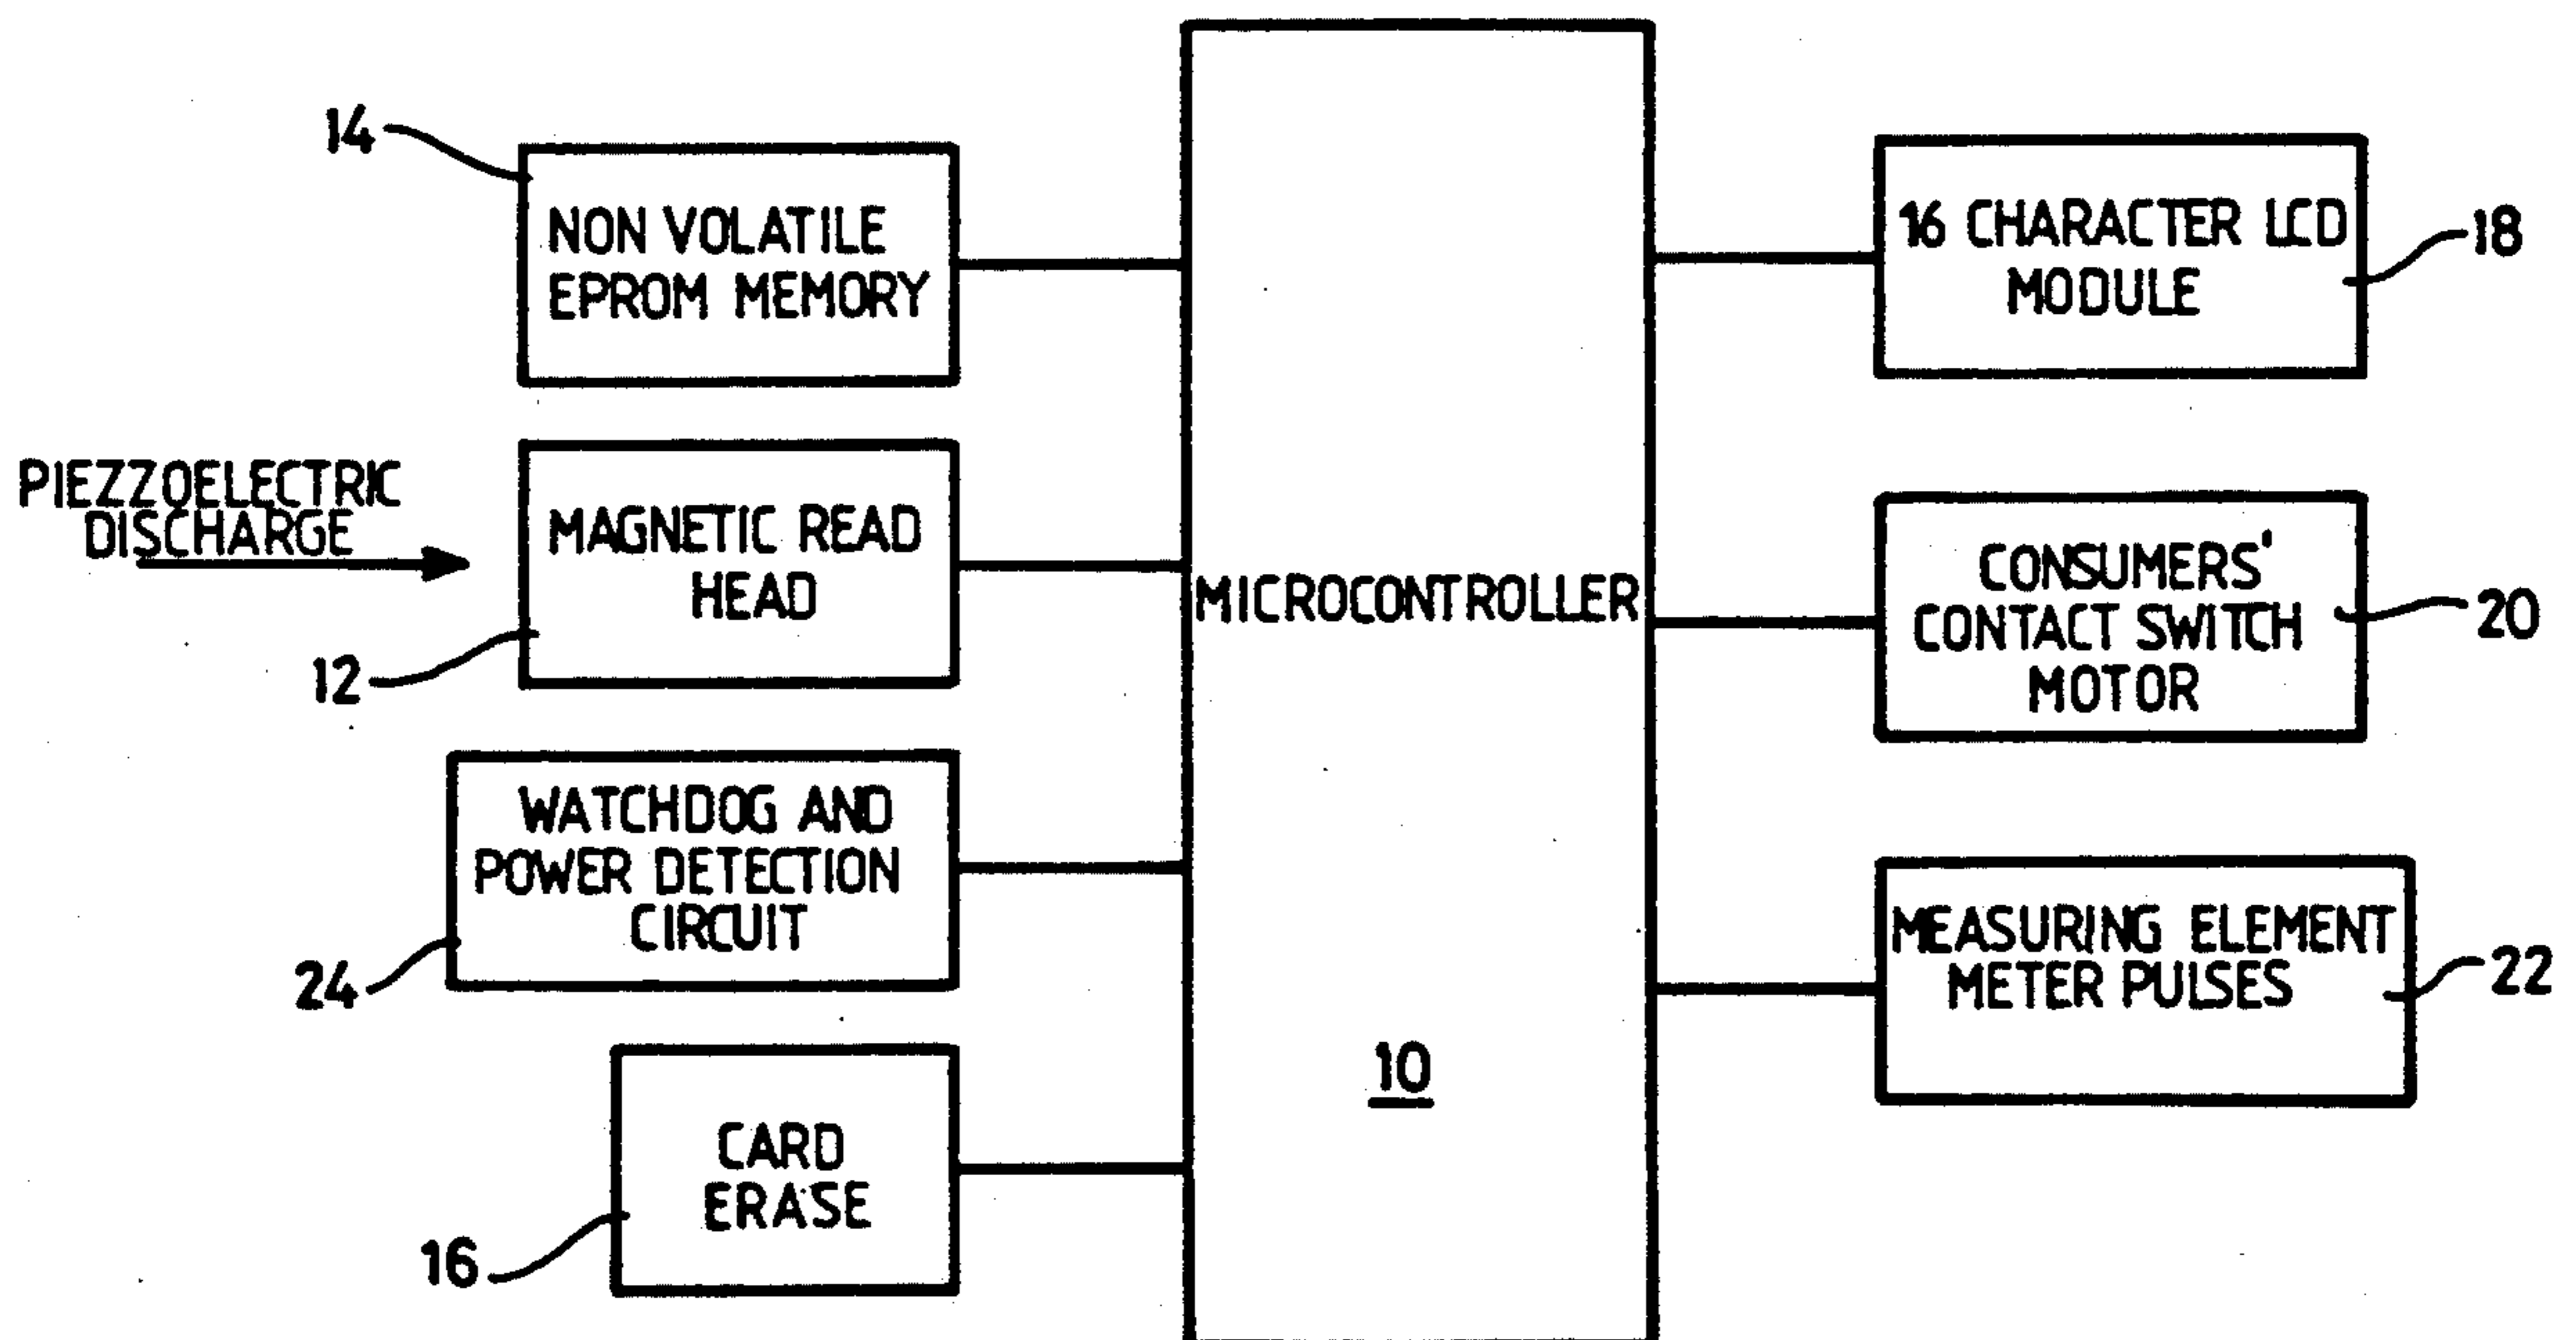 14
NON VOLATILE
EPROM MEMORY
PIEZZOELECTRIC
DISCHARGE
MAGNETIC READ
HEAD
12
WATCHDOG AND
POWER DETECTION
CIRCUIT
24
CARD
ERASE
16
MICROCONTROLLER
10
16 CHARACTER LCD
MODULE
18
CONSUMERS'
CONTACT SWITCH
MOTOR
20
MEASURING ELEMENT
METER PULSES
22